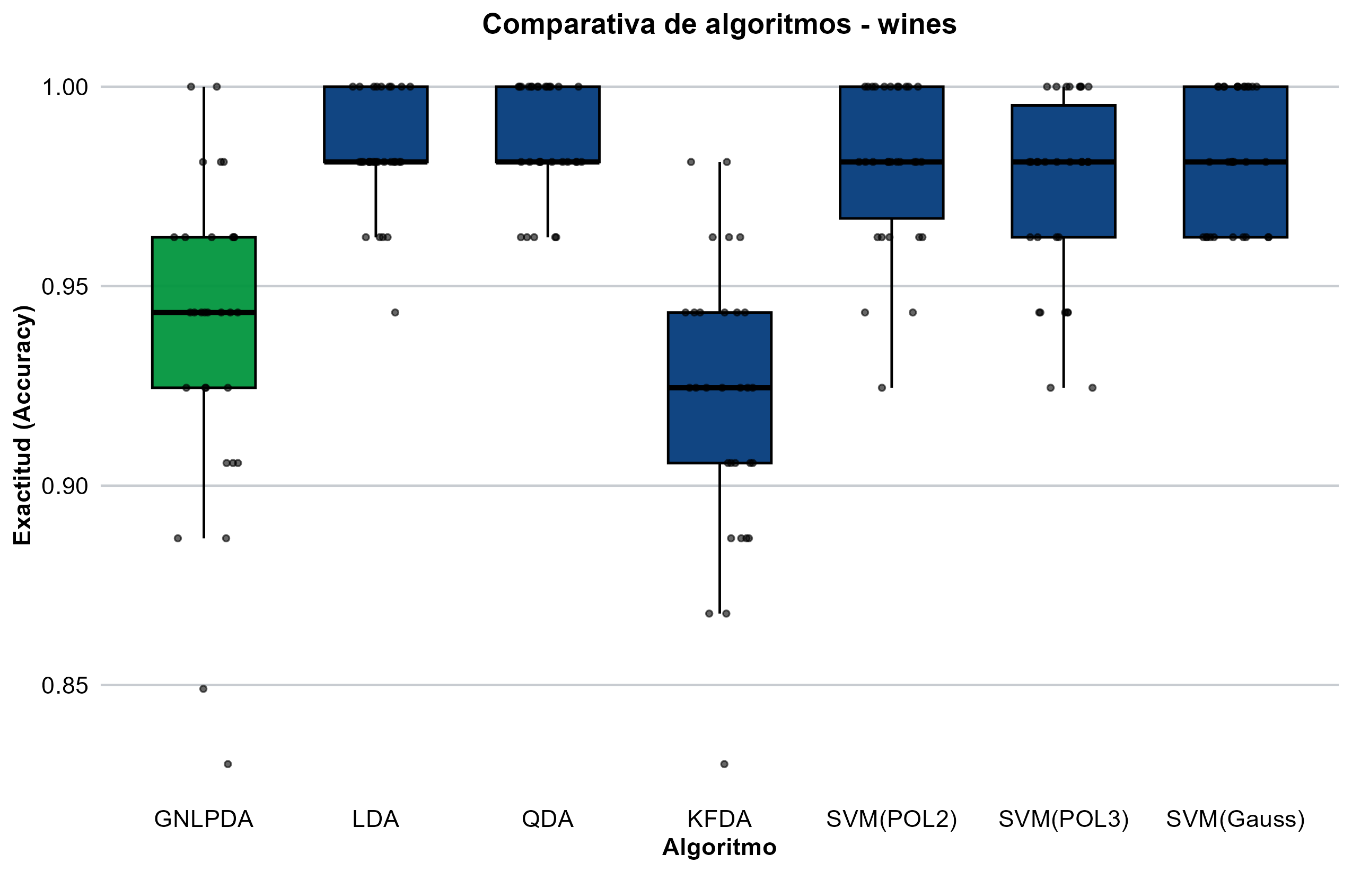 Comparativa de algoritmos - wines
Exactitud (Accuracy)
1.00
0.95
0.90
0.85
GNLPDA LDA QDA KFDA SVM(POL2) SVM(POL3) SVM(Gauss)
Algoritmo